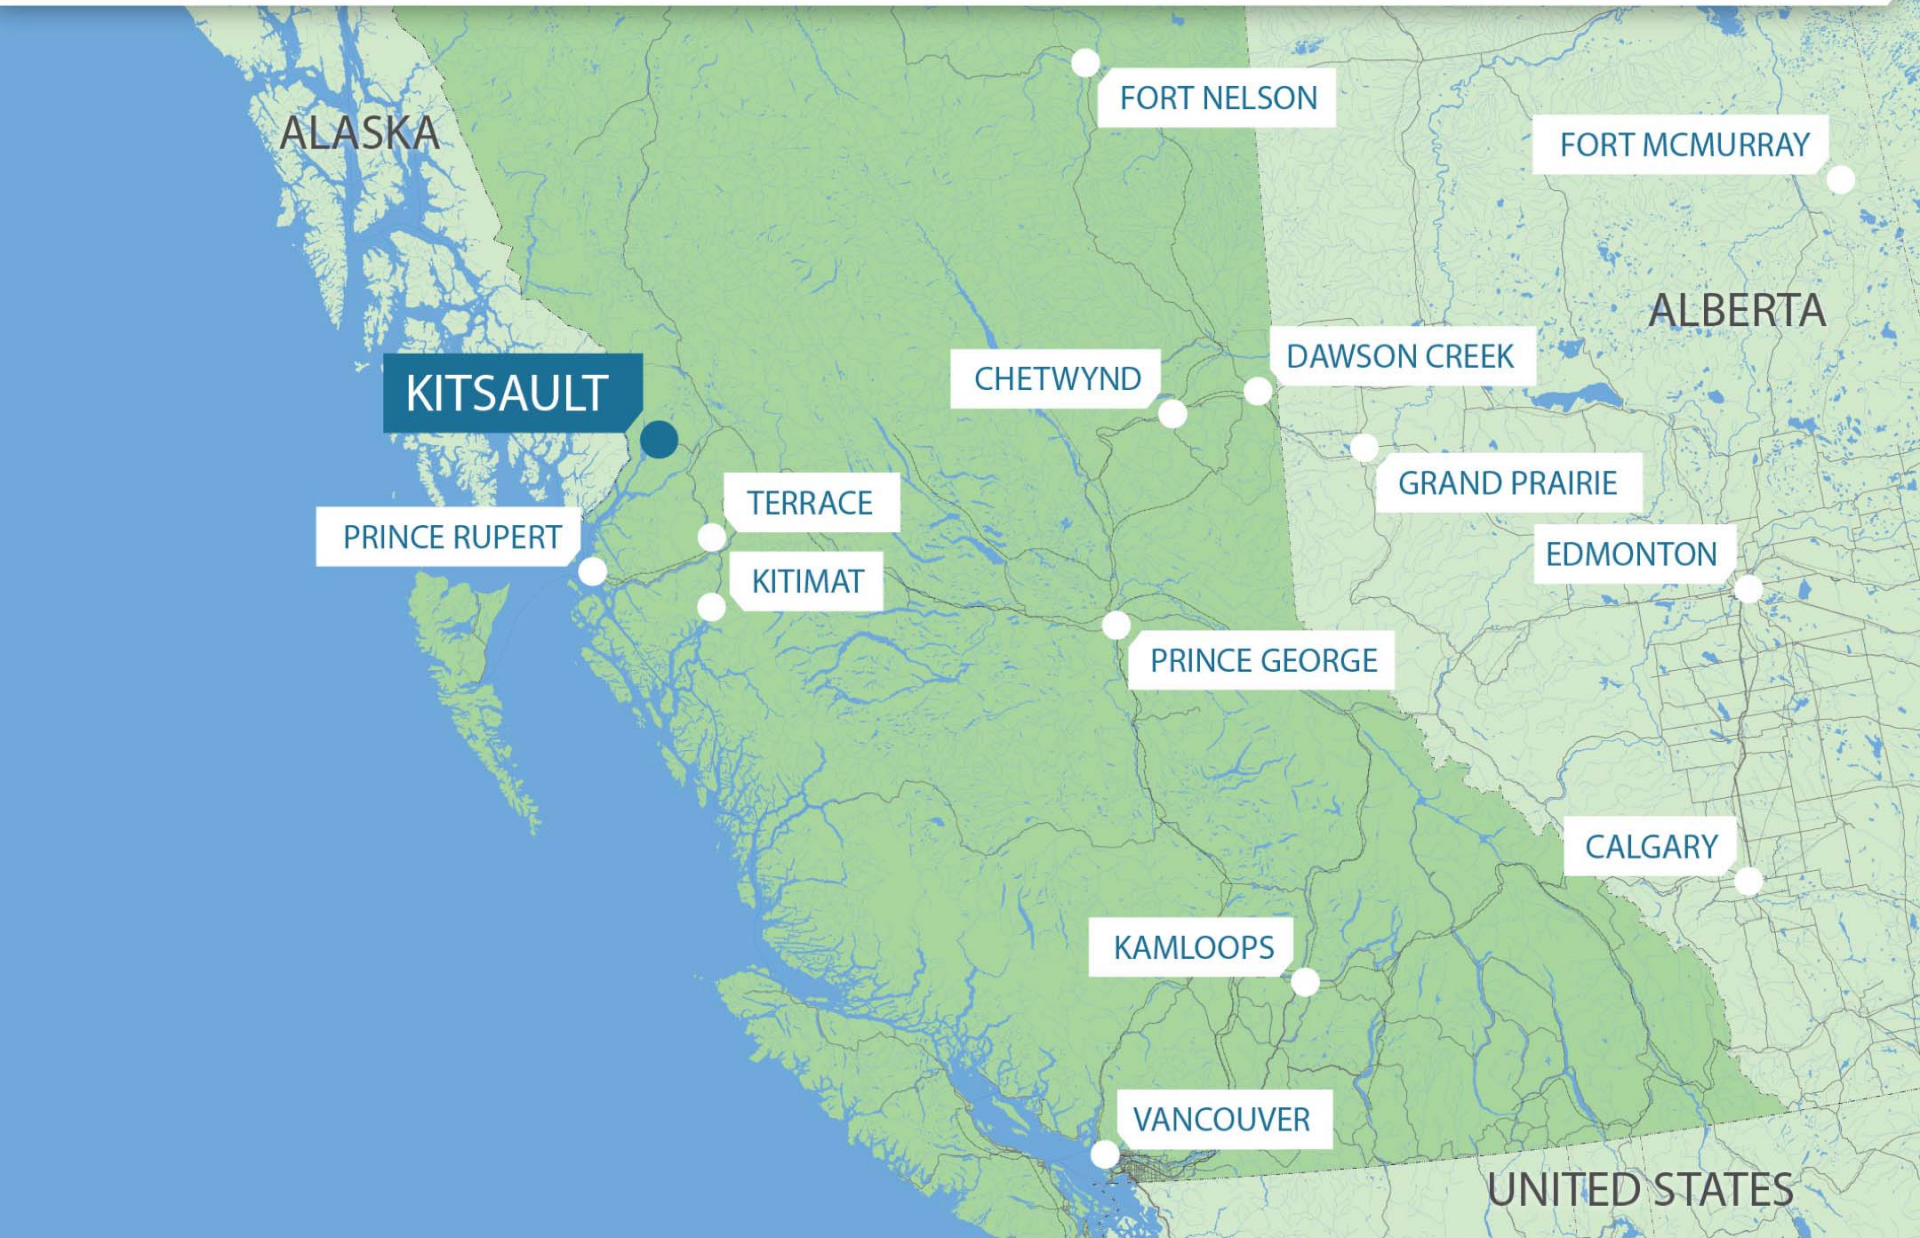 FORT NELSON
ALASKA
FORT MCMURRAY
ALBERTA
DAWSON CREEK
CHETWYND
KITSAULT
GRAND PRAIRIE
TERRACE
PRINCE RUPERT
EDMONTON
KITIMAT
PRINCE GEORGE
CALGARY
KAMLOOPS
VANCOUVER
UNITED STATES